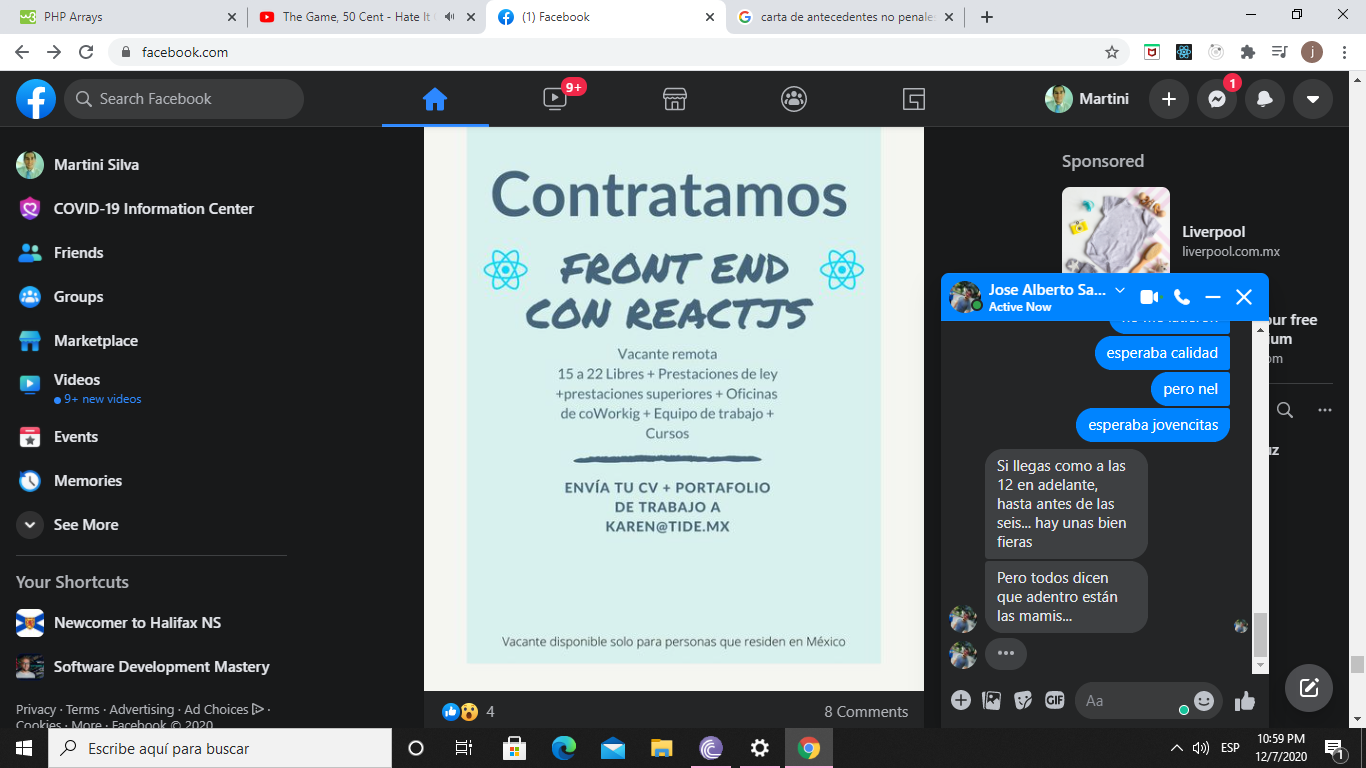 PHP Arrays
The Game, 50 Cent - Hate It
(1) Facebook
carta de antecedentes no penale
facebook.com
j
Search Facebook
9+
Martini
1
Martini Silva
COVID-19 Information Center
Friends
Groups
Marketplace
Videos
9+ new videos
Events
Memories
See More
Your Shortcuts
Newcomer to Halifax NS
Software Development Mastery
Privacy · Terms · Advertising · Ad Choices ·
Cookies · More · Facebook © 2020
Contratamos
FRONT END
CON REACTJS
Vacante remota
15 a 22 Libres + Prestaciones de ley
+prestaciones superiores + Oficinas
de coWorkig + Equipo de trabajo +
Cursos
ENVÍA TU CV + PORTAFOLIO
DE TRABAJO A
KAREN@TIDE.MX
Vacante disponible solo para personas que residen en México
4
8 Comments
Sponsored
Liverpool
liverpool.com.mx
our free
ium
om
uz
Jose Alberto Sa...
Active Now
esperaba calidad
pero nel
esperaba jovencitas
Si llegas como a las
12 en adelante,
hasta antes de las
seis... hay unas bien
fieras
Pero todos dicen
que adentro están
las mamis...
GIF
Aa
Escribe aquí para buscar
ESP
10:59 PM
12/7/2020
1